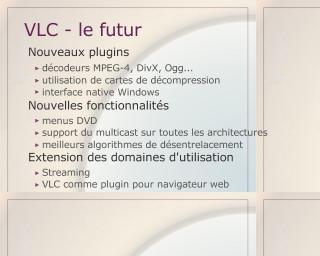 VLC - le futur
Nouveaux plugins
décodeurs MPEG-4, DivX, Ogg...
utilisation de cartes de décompression
interface native Windows
Nouvelles fonctionnalités
menus DVD
support du multicast sur toutes les architectures
meilleurs algorithmes de désentrelacement
Extension des domaines d'utilisation
Streaming
VLC comme plugin pour navigateur web